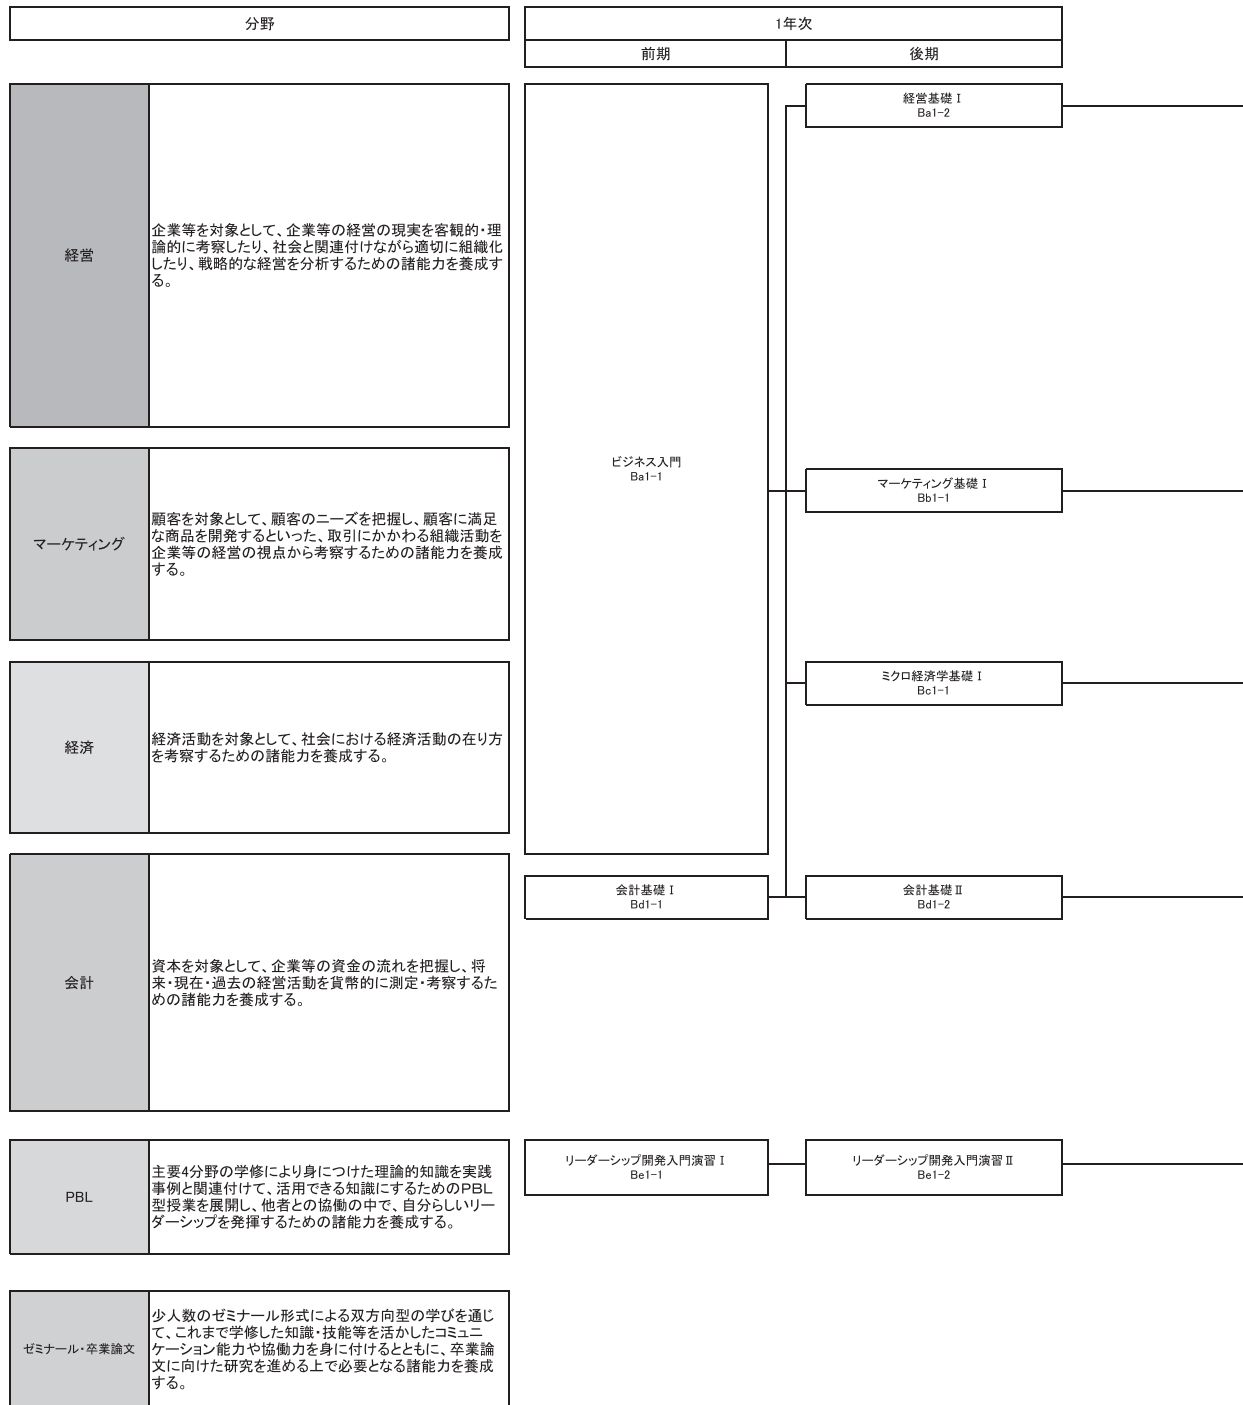 分野
1年次
前期
後期
経営
企業等を対象として、企業等の経営の現実を客観的・理
論的に考察したり、社会と関連付けながら適切に組織化
したり、戦略的な経営を分析するための諸能力を養成す
る。
ビジネス入門
Ba1-1
経営基礎Ⅰ
Ba1-2
マーケティング
顧客を対象として、顧客のニーズを把握し、顧客に満足
な商品を開発するといった、取引にかかわる組織活動を
企業等の経営の視点から考察するための諸能力を養成
する。
マーケティング基礎Ⅰ
Bb1-1
経済
経済活動を対象として、社会における経済活動の在り方
を考察するための諸能力を養成する。
ミクロ経済学基礎Ⅰ
Bc1-1
会計
資本を対象として、企業等の資金の流れを把握し、将
来・現在・過去の経営活動を貨幣的に測定・考察するた
めの諸能力を養成する。
会計基礎Ⅰ
Bd1-1
会計基礎Ⅱ
Bd1-2
PBL
主要4分野の学修により身につけた理論的知識を実践
事例と関連付けて、活用できる知識にするためのPBL
型授業を展開し、他者との協働の中で、自分らしいリー
ダーシップを発揮するための諸能力を養成する。
リーダーシップ開発入門演習Ⅰ
Be1-1
リーダーシップ開発入門演習Ⅱ
Be1-2
ゼミナール・卒業論文
少人数のゼミナール形式による双方向型の学びを通じ
て、これまで学修した知識・技能等を活かしたコミュニ
ケーション能力や協働力を身に付けるとともに、卒業論
文に向けた研究を進める上で必要となる諸能力を養成
する。